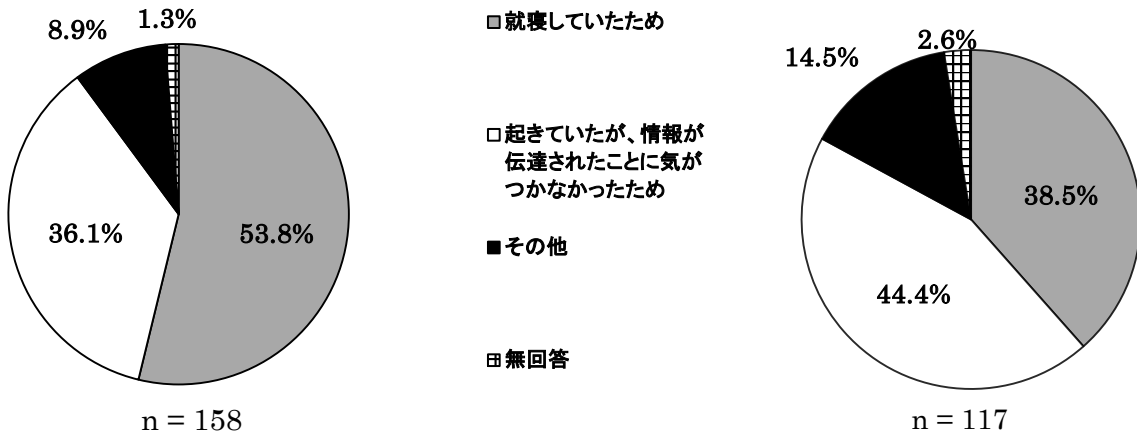 8.9%
1.3%
36.1%
53.8%
n = 158
就寝していたため
起きていたが、情報が
伝達されたことに気が
つかなかったため
その他
無回答
14.5%
2.6%
38.5%
44.4%
n = 117